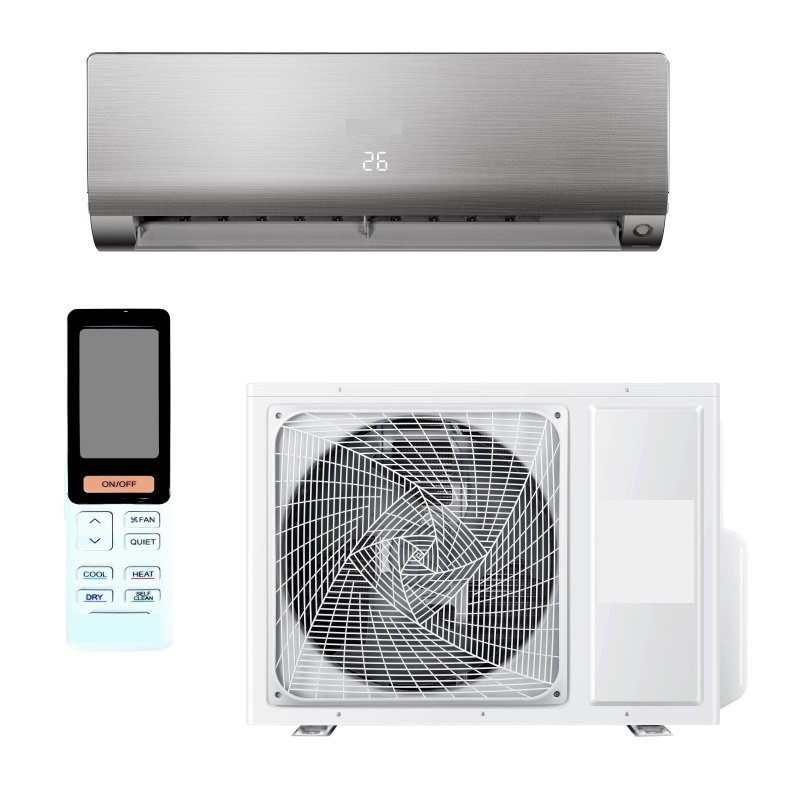 26
ON/OFF
FAN
QUIET
COOL HEAT
DRY SELF CLEAN